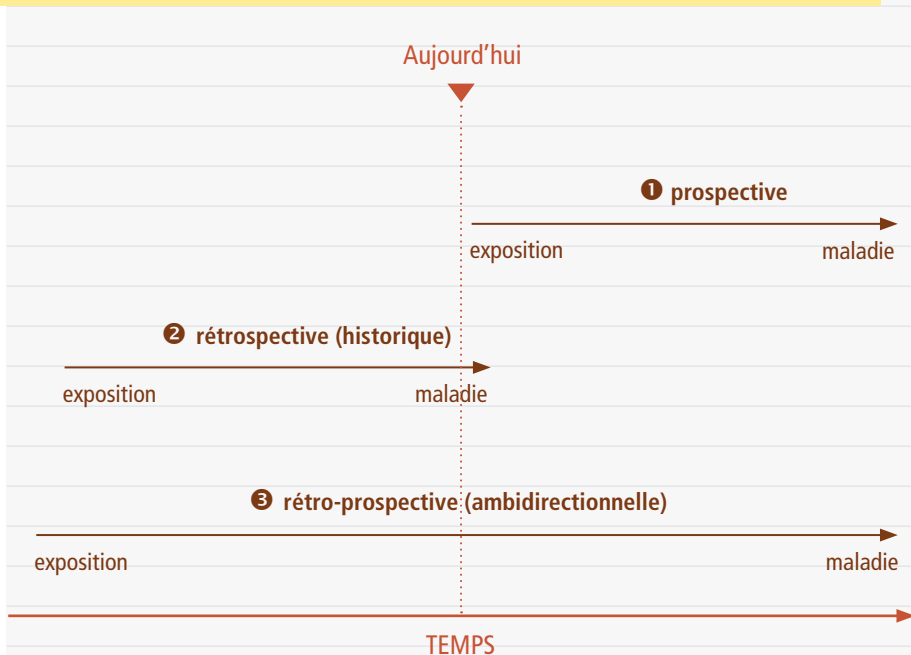 Aujourd'hui
❶ prospective
exposition maladie
❷ rétrospective (historique)
exposition maladie
❸ rétro-prospective (ambidirectionnelle)
exposition maladie
TEMPS